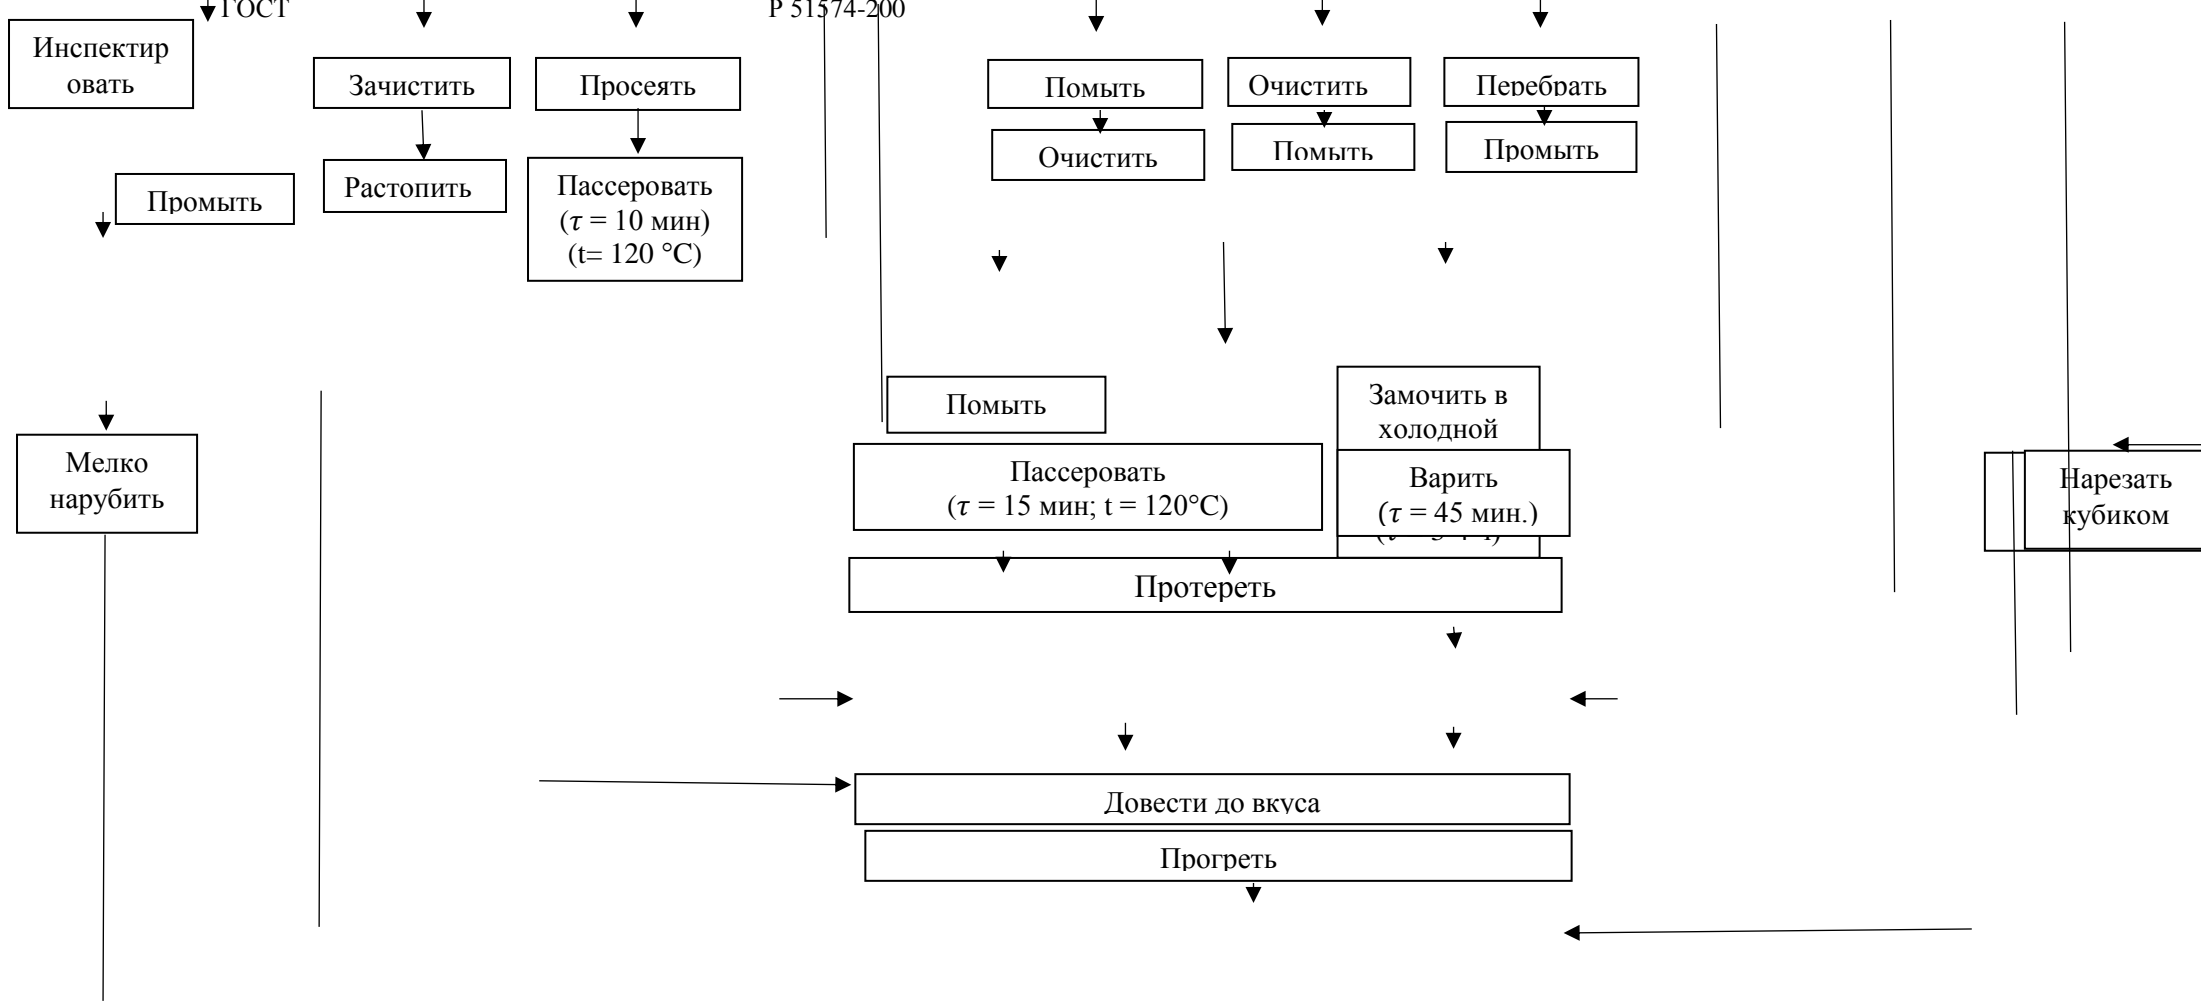 ГОСТ
Р 51574-200
Инспектир
овать
Зачистить
Просеять
Помыть
Очистить
Перебрать
Очистить
Помыть
Промыть
Промыть
Растопить
Пассеровать
(τ = 10 мин)
(t= 120 °C)
Помыть
Замочить в
холодной
Мелко
нарубить
Пассеровать
(τ = 15 мин; t = 120°C)
Варить
(τ = 45 мин.)
Нарезать
кубиком
Протереть
Довести до вкуса
Прогреть